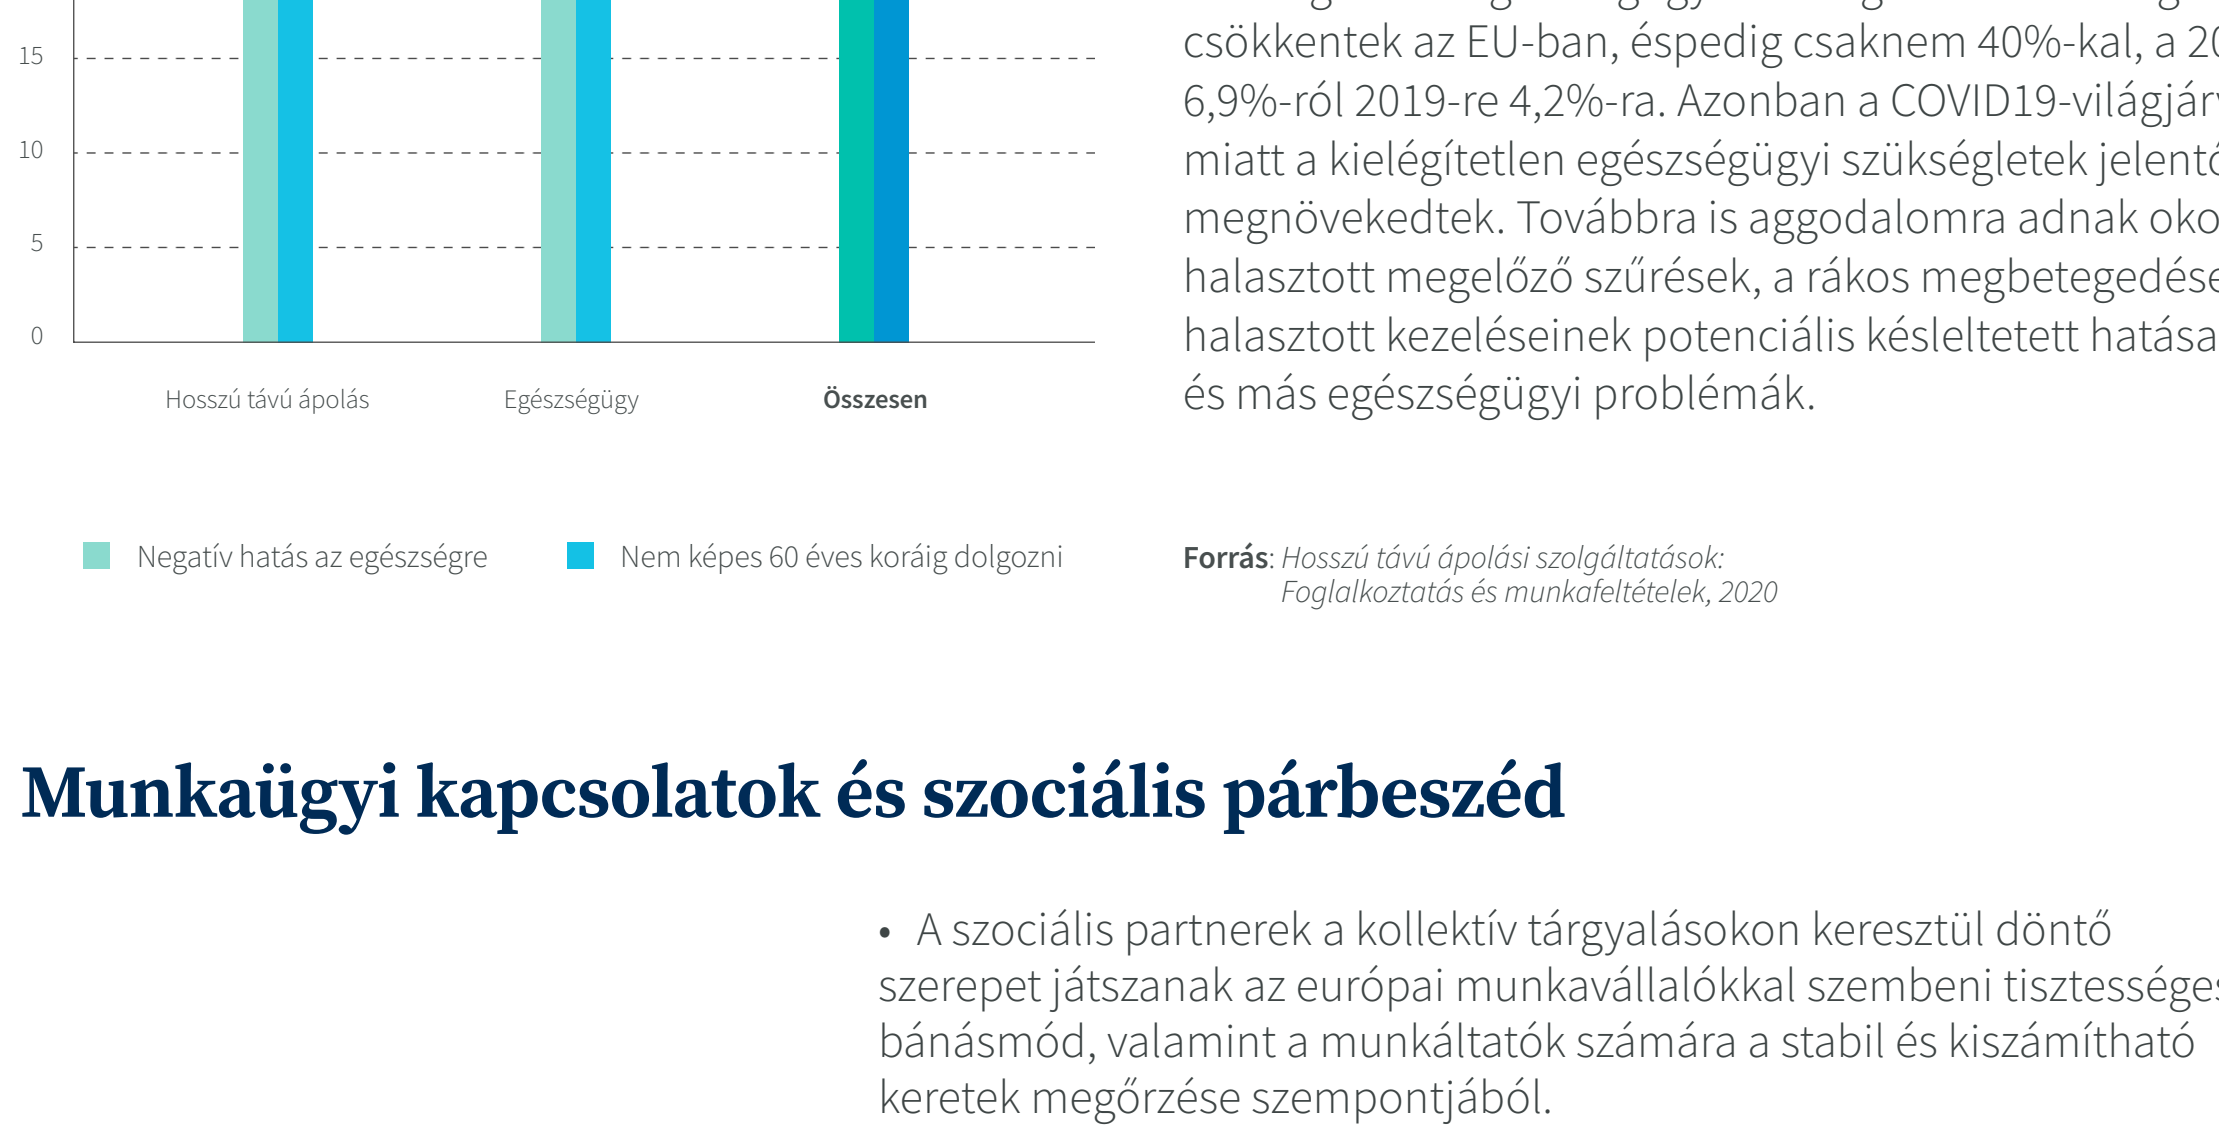 15
10
5
0
Hosszú távú ápolás
Egészségügy
Összesen
Negatív hatás az egészségre
Nem képes 60 éves koráig dolgozni
csökkentek az EU-ban, éspedig csaknem 40%-kal, a
6,9%-ról 2019-re 4,2%-ra. Azonban a
miatt a kielégítetlen egészségügyi szükségletek
megnövekedtek. Továbbra is aggodalomra adnak
halasztott megelőző szűrések, a rákos
halasztott kezeléseinek potenciális késleltetett
és más egészségügyi problémák.
Forrás: Hosszú távú ápolási szolgáltatások:
Foglalkoztatás és munkafeltételek, 2020
Munkaügyi kapcsolatok és szociális párbeszéd
• A szociális partnerek a kollektív tárgyalásokon keresztül döntő
szerepet játszanak az európai munkavállalókkal szembeni
bánásmód, valamint a munkáltatók számára a stabil és kiszámítható
keretek megőrzése szempontjából.